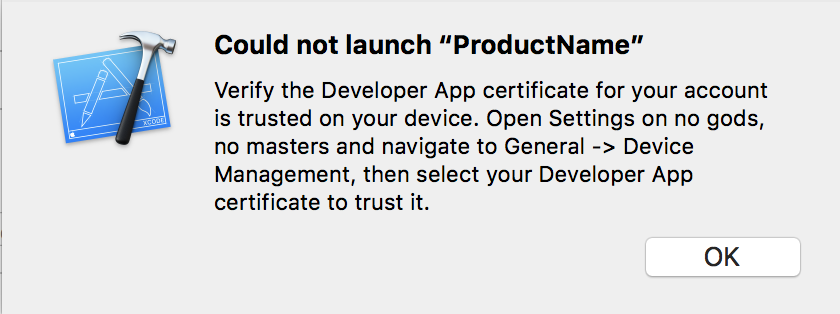 Could not launch “ProductName”
Verify the Developer App certificate for your account
is trusted on your device. Open Settings on no gods,
no masters and navigate to General -> Device
Management, then select your Developer App
certificate to trust it.
XCODE
OK